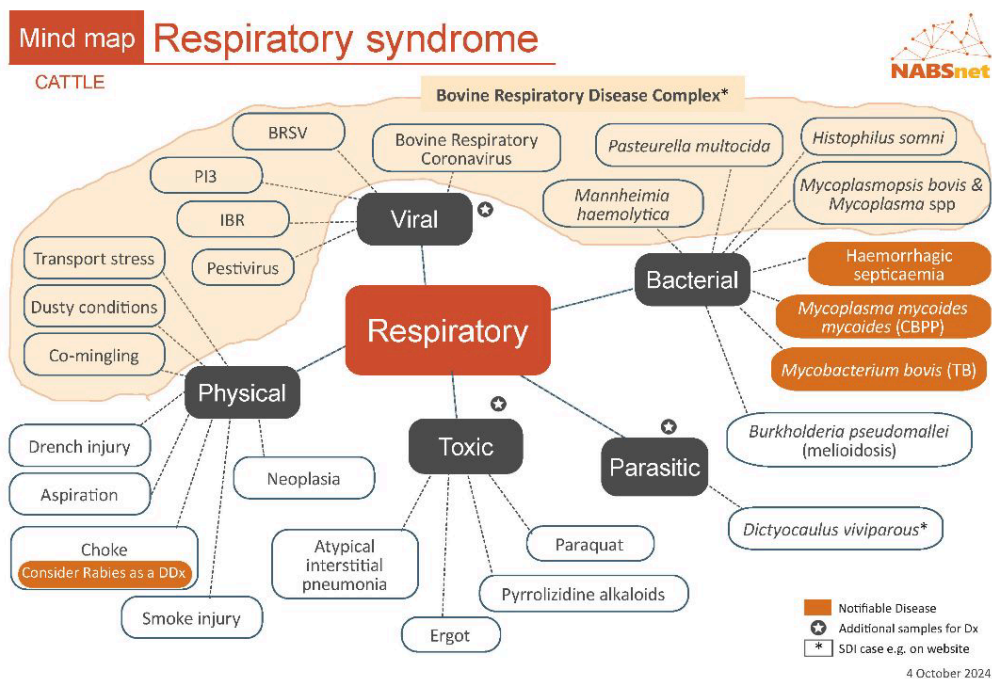 Mind map Respiratory syndrome
NABSnet
CATTLE
Bovine Respiratory Disease Complex*
BRSV
Bovine Respiratory
Coronavirus
PI3
IBR
Pestivirus
Viral
Pasteurella multocida
Histophilus somni
Mannheimia
haemolytica
Mycoplasmopsis bovis &
Mycoplasma spp
Bacterial
Haemorrhagic
septicaemia
Mycoplasma mycoides
mycoides (CBPP)
Mycobacterium bovis (TB)
Burkholderia pseudomallei
(melioidosis)
Transport stress
Dusty conditions
Co-mingling
Physical
Respiratory
Drench injury
Aspiration
Choke
Consider Rabies as a DDx
Smoke injury
Neoplasia
Toxic
Atypical
interstitial
pneumonia
Ergot
Pyrrolizidine alkaloids
Paraquat
Parasitic
Dictyocaulus viviparous*
Notifiable Disease
Additional samples for Dx
* SDI case e.g. on website
4 October 2024